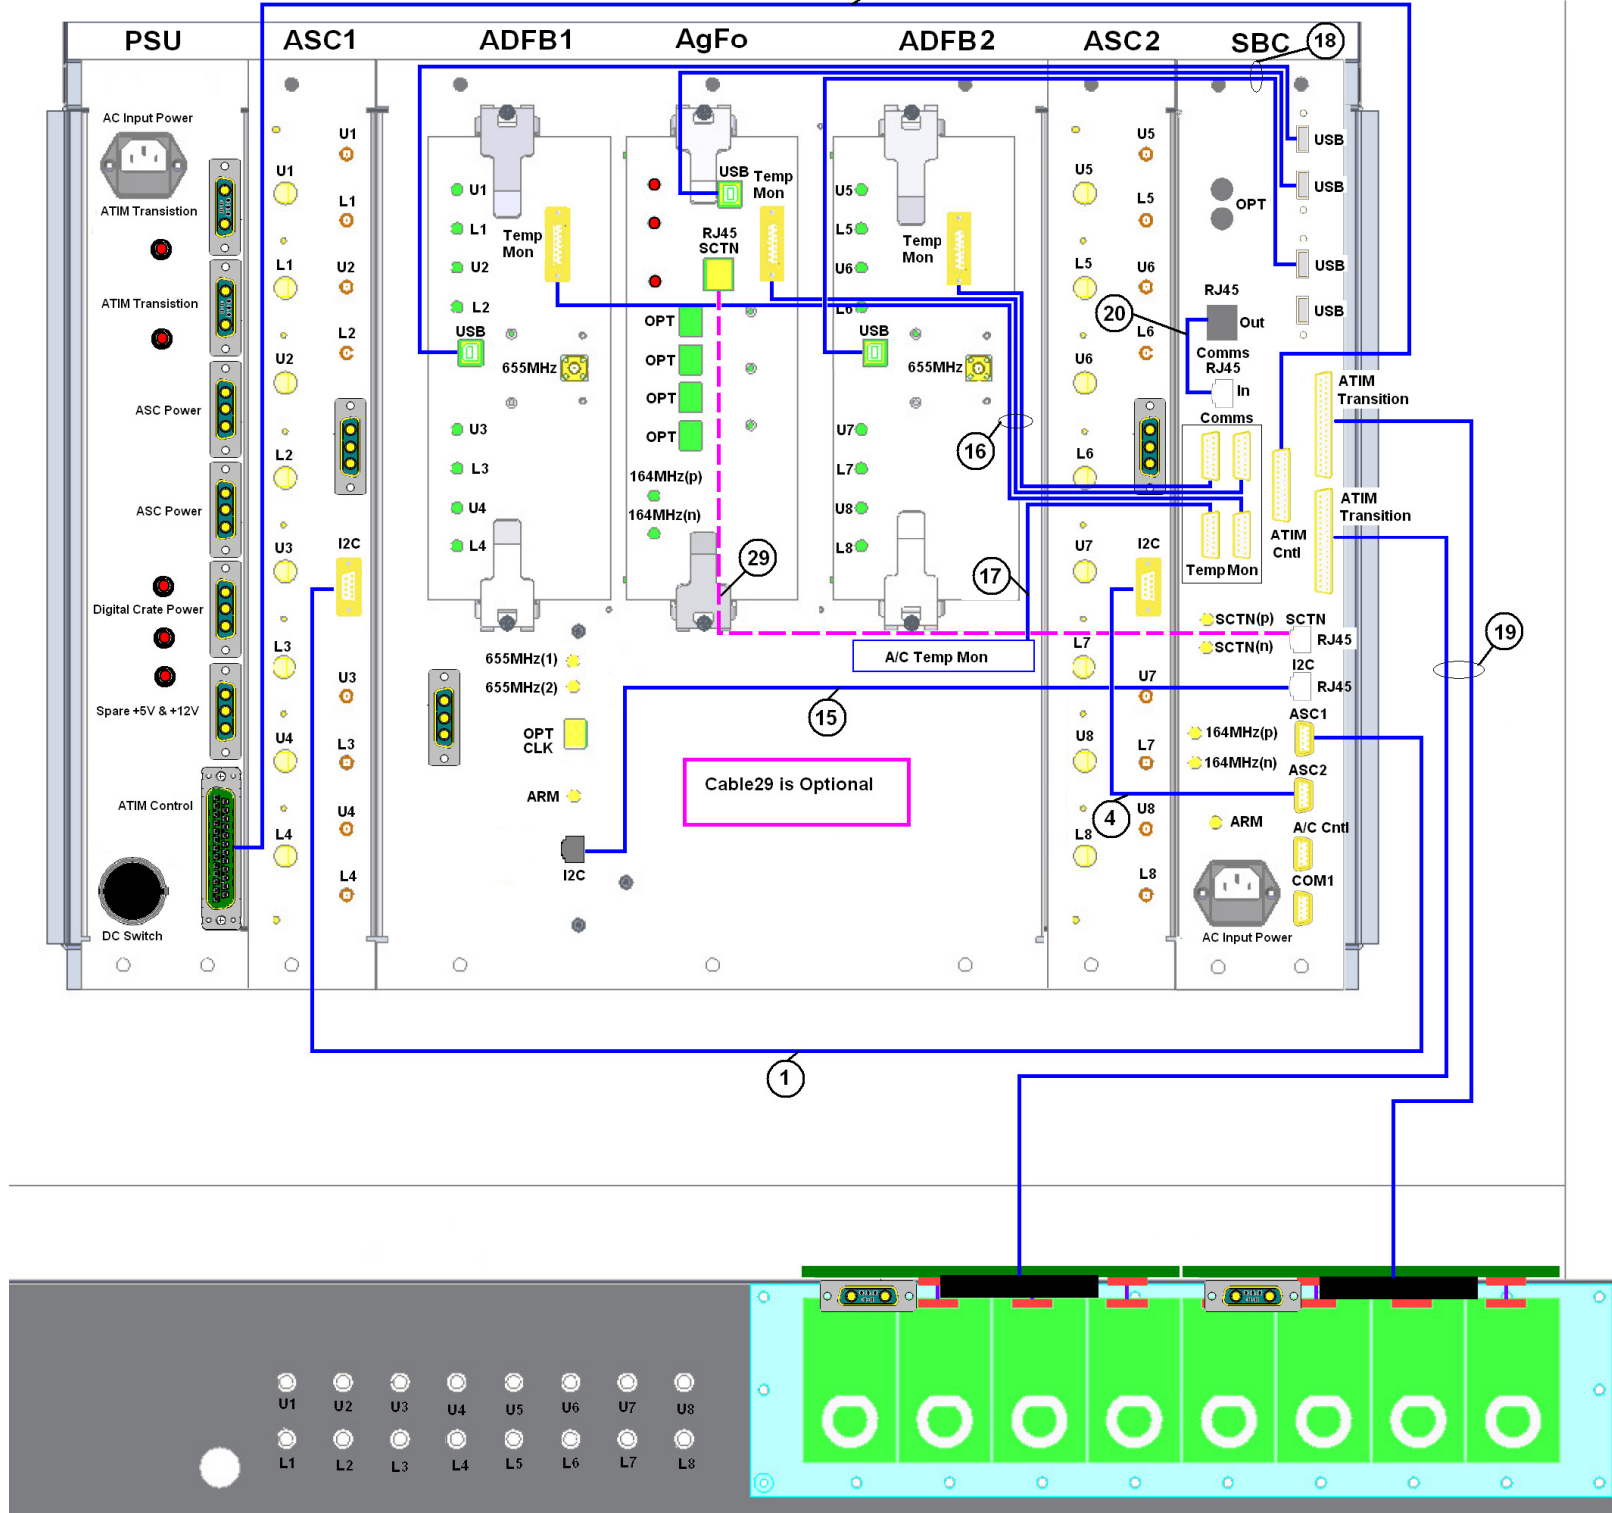 PSU
ASC1
ADFB1
AgFo
ADFB2
ASC2
SBC
18
AC Input Power
ATIM Transistion
ATIM Transistion
ASC Power
ASC Power
Digital Crate Power
Spare +5V & +12V
ATIM Control
DC Switch
U1
L1
U2
L2
U3
L3
U4
L4
U1
L1
U2
L2
I2C
U3
L3
U4
L4
U1
L1
U2
L2
USB
Temp
Mon
655MHz
U3
L3
U4
L4
655MHz(1)
655MHz(2)
OPT
CLK
ARM
I2C
USB
Temp
Mon
RJ45
SCTN
OPT
OPT
OPT
OPT
164MHz(p)
164MHz(n)
29
U5
L5
U6
L6
USB
Temp
Mon
655MHz
U7
L7
U8
L8
16
17
A/C Temp Mon
15
Cable29 is Optional
U5
L5
U6
L6
U7
L7
U8
L8
U5
L5
U6
L6
I2C
U7
L7
U8
L8
20
4
USB
USB
USB
USB
OPT
RJ45
Out
Comms
RJ45
In
Comms
ATIM
Transition
ATIM
Transition
ATIM
Cntl
Temp Mon
SCTN(p)
SCTN
RJ45
SCTN(n)
I2C
RJ45
ASC1
164MHz(p)
164MHz(n)
ASC2
ARM
A/C Cntl
COM1
AC Input Power
19
1
U1 U2 U3 U4 U5 U6 U7 U8
L1 L2 L3 L4 L5 L6 L7 L8